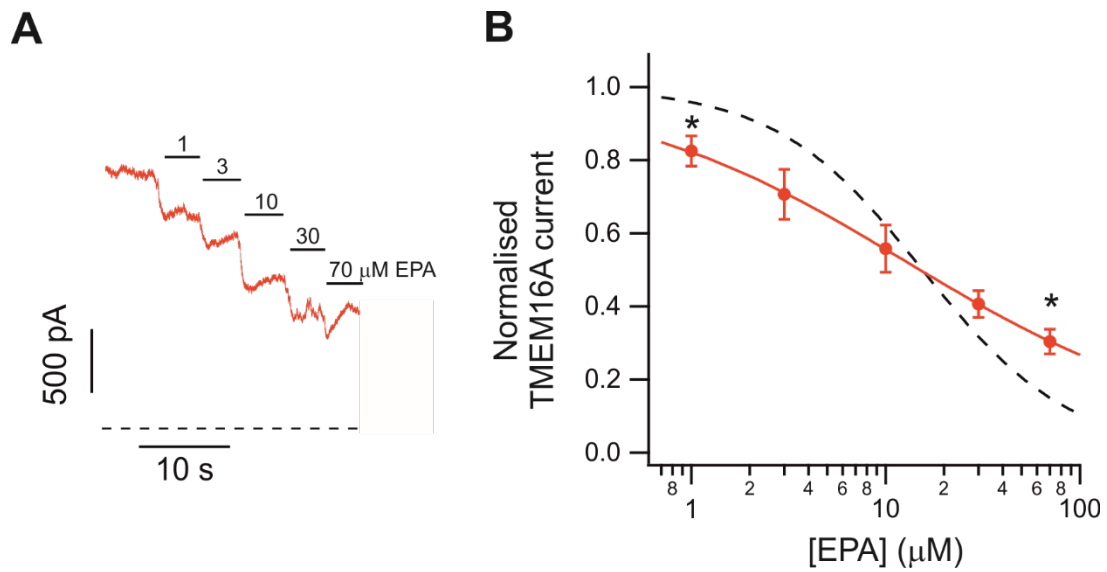 A
1
3
10
30
70 μM EPA
500 pA
10 s
B
Normalised
TMEM16A current
1.0
0.8
0.6
0.4
0.2
0.0
*
*
8 1 2 4 6 8 10 2 4 6 8 100
[EPA] (μM)